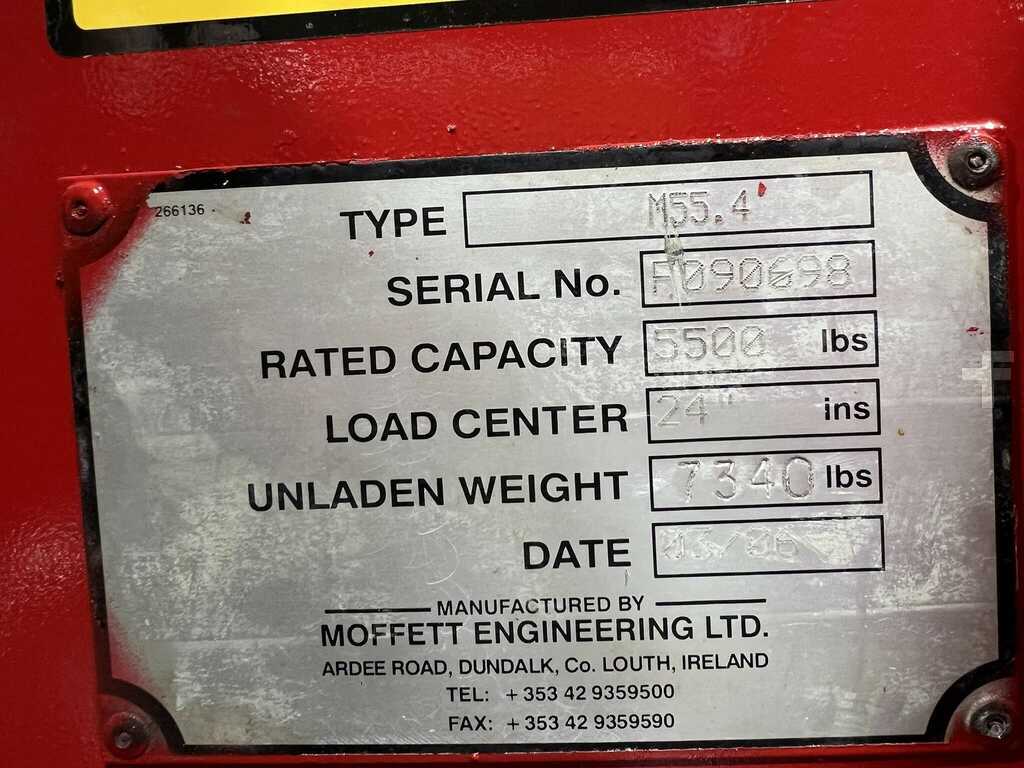 266136
TYPE M55.4
SERIAL No. A090698
RATED CAPACITY 5500 lbs
LOAD CENTER 24" ins
UNLADEN WEIGHT 7340 lbs
DATE 03/06
MANUFACTURED BY
MOFFETT ENGINEERING LTD.
ARDEE ROAD, DUNDALK, Co. LOUTH, IRELAND
TEL: +353 42 9359500
FAX: +353 42 9359590